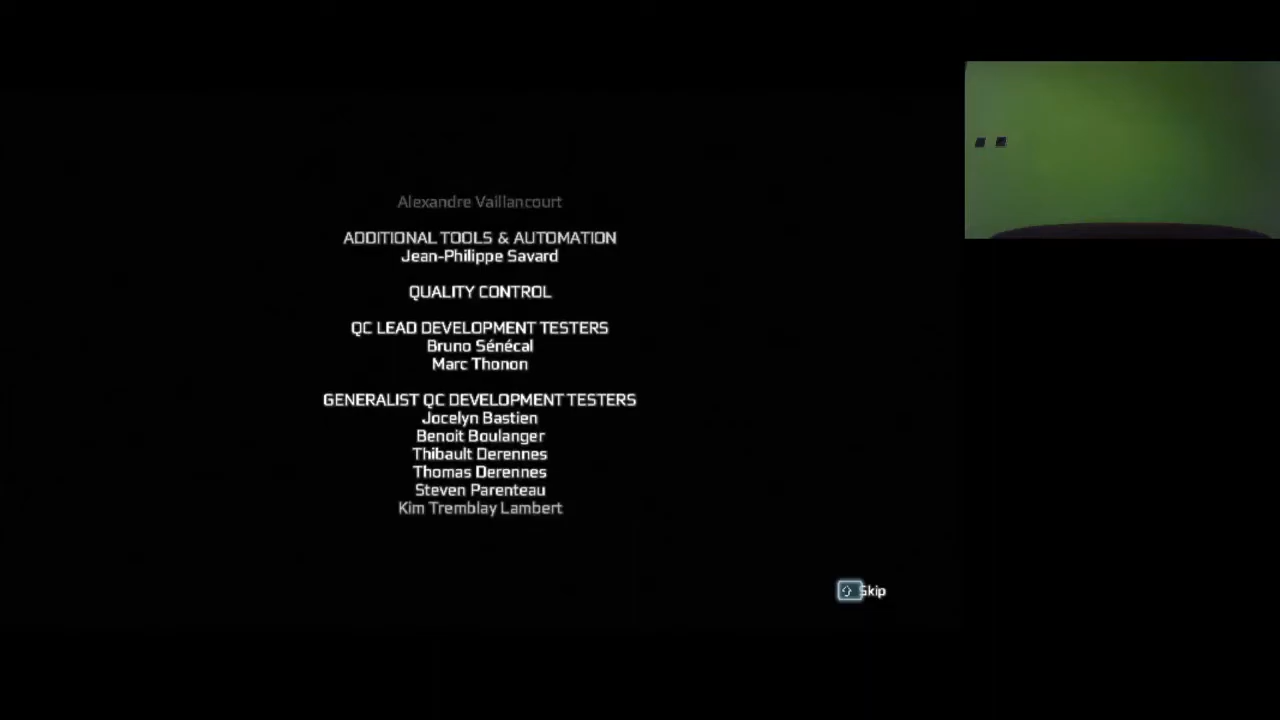 Alexandre Vaillancourt
ADDITIONAL TOOLS & AUTOMATION
Jean-Philippe Savard
QUALITY CONTROL
QC LEAD DEVELOPMENT TESTERS
Bruno Sénécal
Marc Thonon
GENERALIST QC DEVELOPMENT TESTERS
Jocelyn Bastien
Benoit Boulanger
Thibault Derennes
Thomas Derennes
Steven Parenteau
Kim Tremblay Lambert
Skip